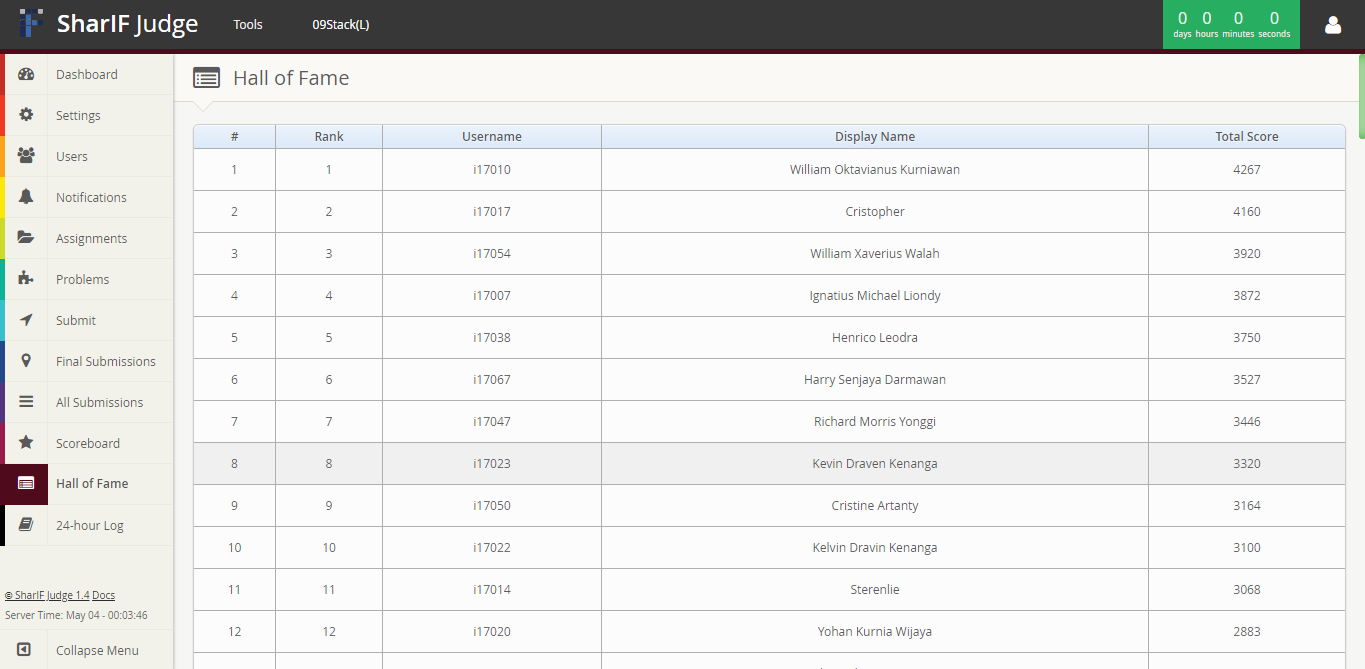 SharIF Judge Tools 09Stack(L) 0 0 0 0
days hours minutes seconds
Dashboard
Settings
Users
Notifications
Assignments
Problems
Submit
Final Submissions
All Submissions
Scoreboard
Hall of Fame
24-hour Log
© SharIF Judge 1.4 Docs
Server Time: May 04 - 00:03:46
Collapse Menu
Hall of Fame
# Rank Username Display Name Total Score
1 1 i17010 William Oktavianus Kurniawan 4267
2 2 i17017 Cristopher 4160
3 3 i17054 William Xaverius Walah 3920
4 4 i17007 Ignatius Michael Liondy 3872
5 5 i17038 Henrico Leodra 3750
6 6 i17067 Harry Senjaya Darmawan 3527
7 7 i17047 Richard Morris Yonggi 3446
8 8 i17023 Kevin Draven Kenanga 3320
9 9 i17050 Cristine Artanty 3164
10 10 i17022 Kelvin Dravin Kenanga 3100
11 11 i17014 Sterenlie 3068
12 12 i17020 Yohan Kurnia Wijaya 2883